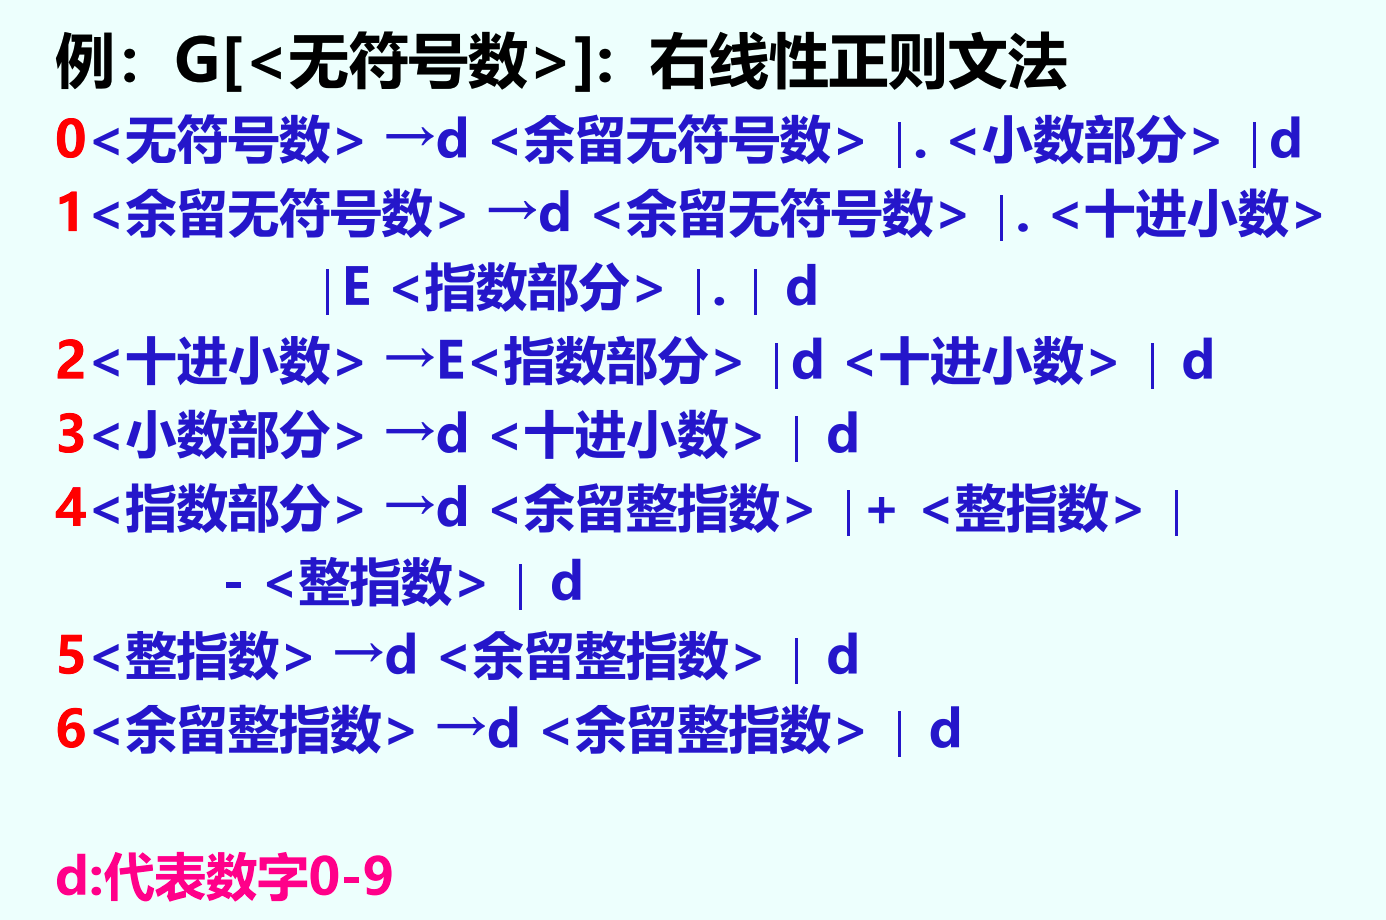 例：G[<无符号数>]：右线性正则文法
0<无符号数> →d <余留无符号数> |. <小数部分> |d
1<余留无符号数> →d <余留无符号数> |. <十进小数>
|E <指数部分> |. | d
2<十进小数> →E<指数部分> |d <十进小数> | d
3<小数部分> →d <十进小数> | d
4<指数部分> →d <余留整指数> |+ <整指数> |
- <整指数> | d
5<整指数> →d <余留整指数> | d
6<余留整指数> →d <余留整指数> | d
d:代表数字0-9